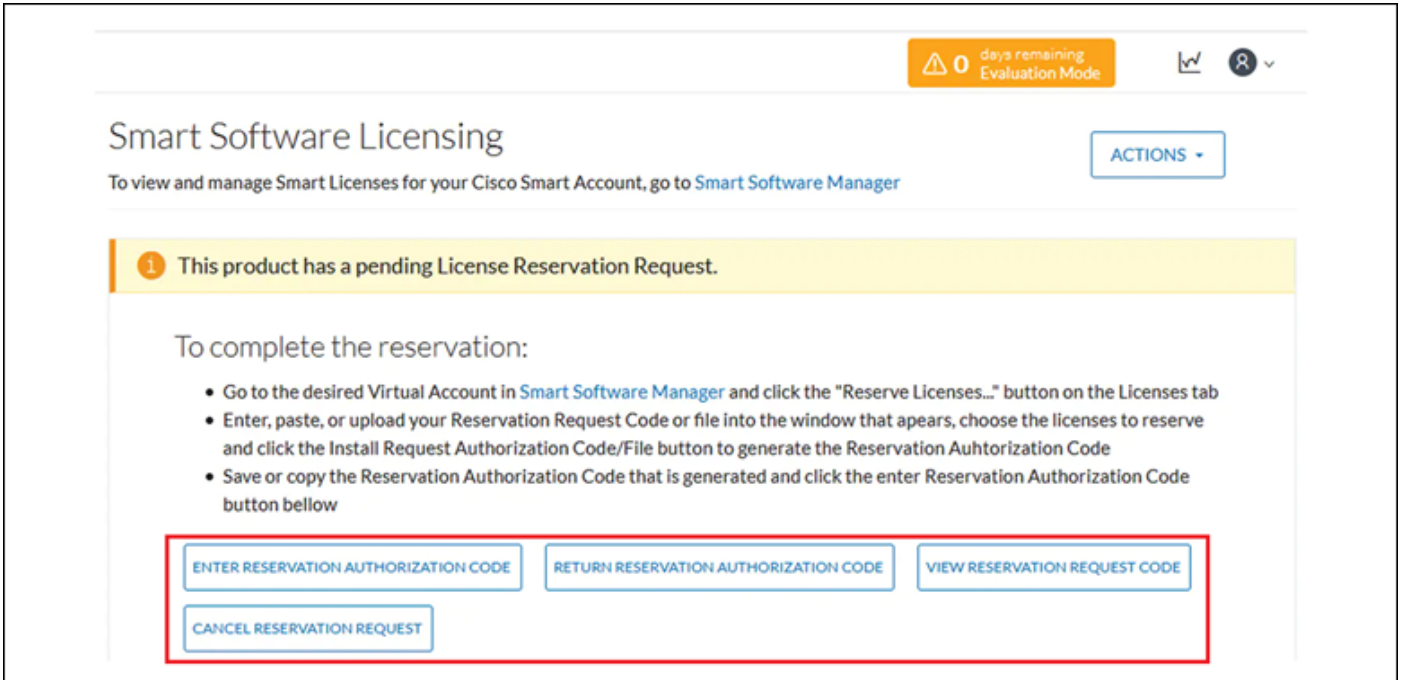 0 days remaining
Evaluation Mode
Smart Software Licensing
ACTIONS
To view and manage Smart Licenses for your Cisco Smart Account, go to Smart Software Manager
This product has a pending License Reservation Request.
To complete the reservation:
• Go to the desired Virtual Account in Smart Software Manager and click the "Reserve Licenses..." button on the Licenses tab
• Enter, paste, or upload your Reservation Request Code or file into the window that apears, choose the licenses to reserve
and click the Install Request Authorization Code/File button to generate the Reservation Auhtorization Code
• Save or copy the Reservation Authorization Code that is generated and click the enter Reservation Authorization Code
button bellow
ENTER RESERVATION AUTHORIZATION CODE RETURN RESERVATION AUTHORIZATION CODE VIEW RESERVATION REQUEST CODE
CANCEL RESERVATION REQUEST